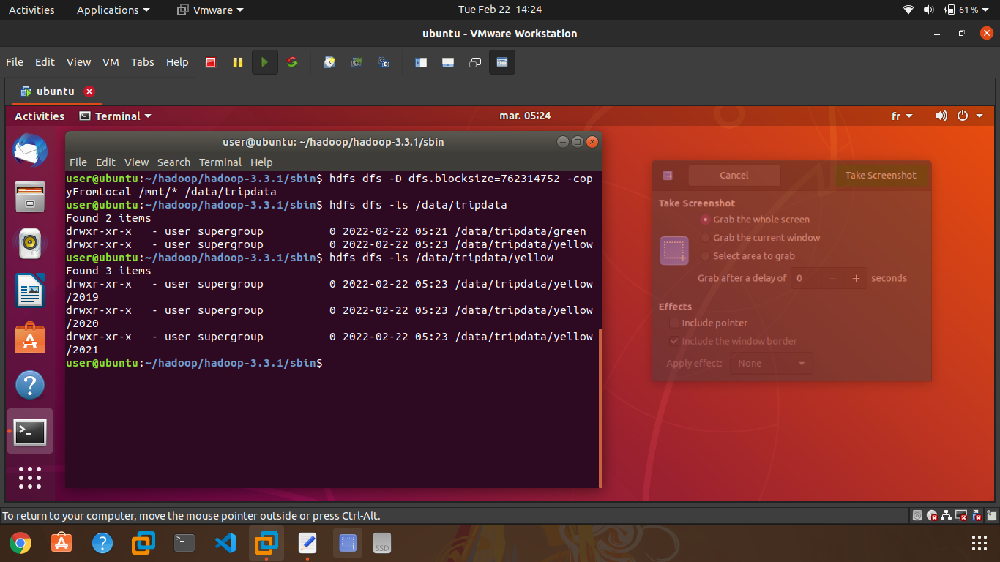 Activities Applications Vmware Tue Feb 22 14:24 61%
ubuntu - VMware Workstation
File Edit View VM Tabs Help
ubuntu
Activities Terminal mar. 05:24 fr
user@ubuntu: ~/hadoop/hadoop-3.3.1/sbin
File Edit View Search Terminal Help
user@ubuntu:~/hadoop/hadoop-3.3.1/sbin$ hdfs dfs -D dfs.blocksize=762314752 -cop
yFromLocal /mnt/* /data/tripdata
user@ubuntu:~/hadoop/hadoop-3.3.1/sbin$ hdfs dfs -ls /data/tripdata
Found 2 items
drwxr-xr-x   - user supergroup          0 2022-02-22 05:21 /data/tripdata/green
drwxr-xr-x   - user supergroup          0 2022-02-22 05:23 /data/tripdata/yellow
user@ubuntu:~/hadoop/hadoop-3.3.1/sbin$ hdfs dfs -ls /data/tripdata/yellow
Found 3 items
drwxr-xr-x   - user supergroup          0 2022-02-22 05:23 /data/tripdata/yellow
/2019
drwxr-xr-x   - user supergroup          0 2022-02-22 05:23 /data/tripdata/yellow
/2020
drwxr-xr-x   - user supergroup          0 2022-02-22 05:23 /data/tripdata/yellow
/2021
user@ubuntu:~/hadoop/hadoop-3.3.1/sbin$
Cancel Take Screenshot
Take Screenshot
Grab the whole screen
Grab the current window
Select area to grab
Grab after a delay of 0 − + seconds
Effects
Include pointer
Include the window border
Apply effect: None
To return to your computer, move the mouse pointer outside or press Ctrl-Alt.
SSD